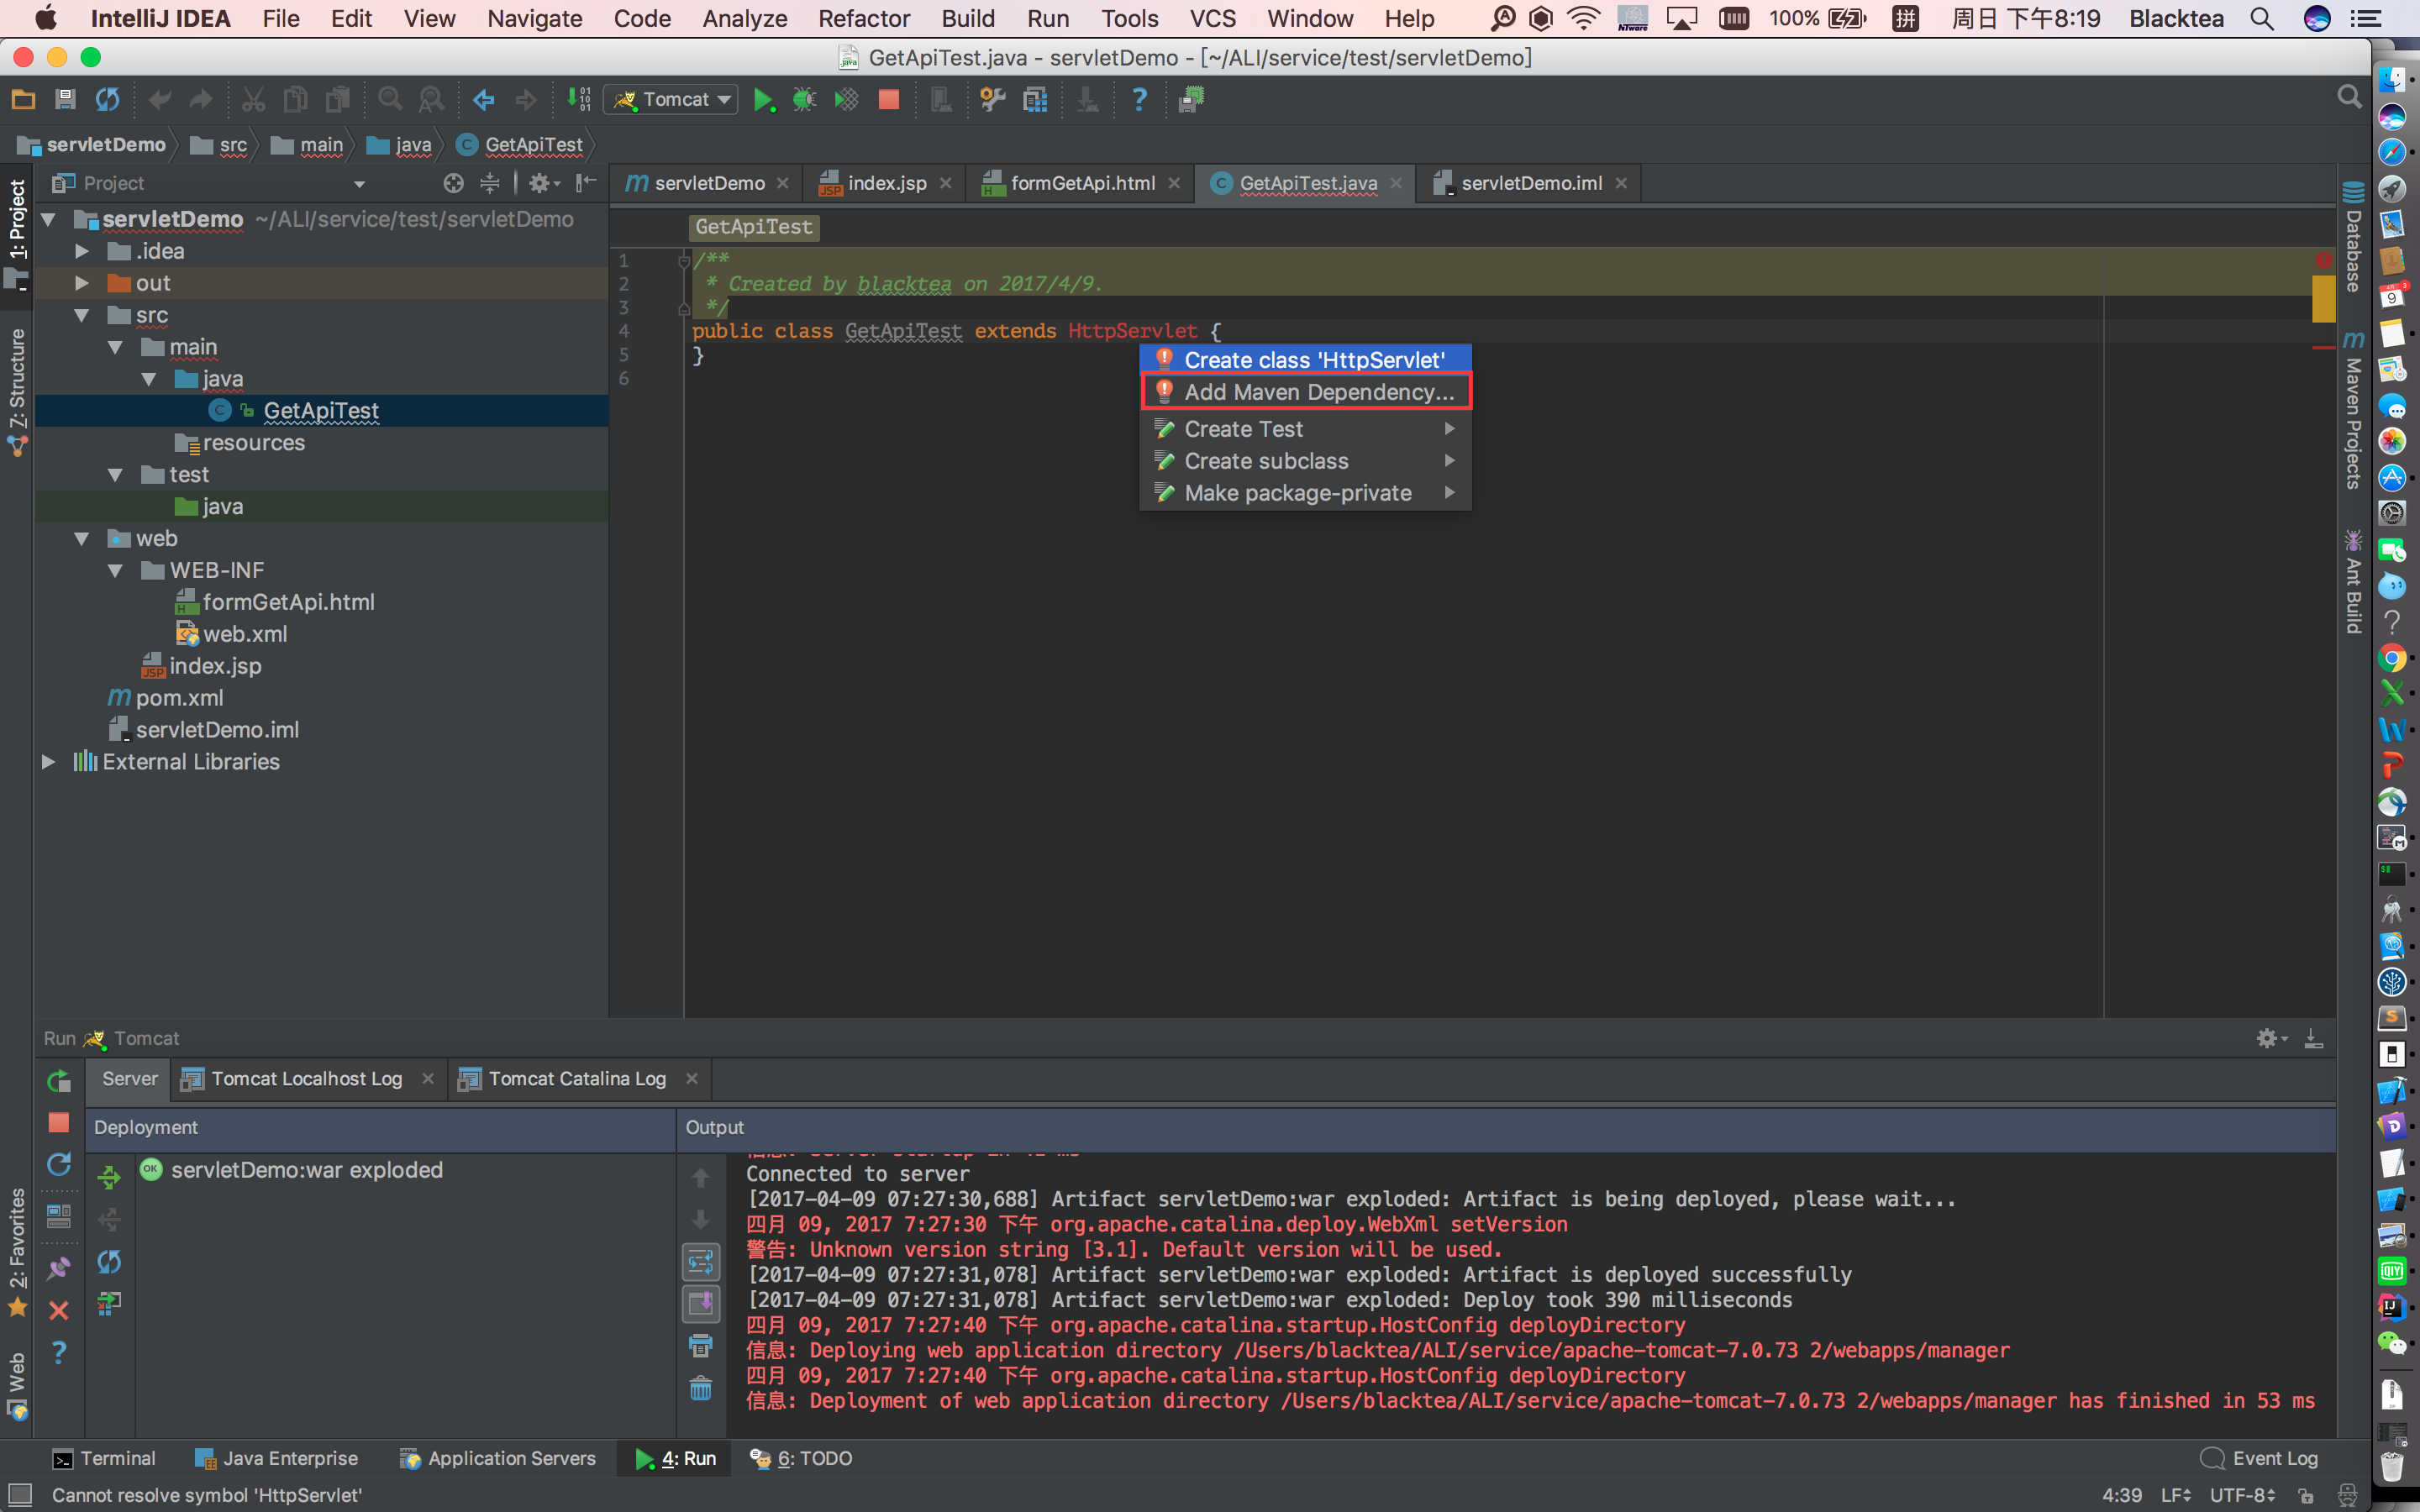 IntelliJ IDEA File Edit View Navigate Code Analyze Refactor Build Run Tools VCS Window Help 100% 拼 周日 下午8:19 Blacktea
GetApiTest.java - servletDemo - [~/ALI/service/test/servletDemo]
Tomcat
servletDemo src main java GetApiTest
1: Project
Z: Structure
2: Favorites
Web
Project
servletDemo ~/ALI/service/test/servletDemo
.idea
out
src
main
java
GetApiTest
resources
test
java
web
WEB-INF
formGetApi.html
web.xml
index.jsp
pom.xml
servletDemo.iml
External Libraries
servletDemo index.jsp formGetApi.html GetApiTest.java servletDemo.iml
GetApiTest
1 /**
2 * Created by blacktea on 2017/4/9.
3 */
4 public class GetApiTest extends HttpServlet {
5 }
6
Create class 'HttpServlet'
Add Maven Dependency...
Create Test
Create subclass
Make package-private
Database
Maven Projects
Ant Build
Run Tomcat
Server Tomcat Localhost Log Tomcat Catalina Log
Deployment Output
OK servletDemo:war exploded
Connected to server
[2017-04-09 07:27:30,688] Artifact servletDemo:war exploded: Artifact is being deployed, please wait...
四月 09, 2017 7:27:30 下午 org.apache.catalina.deploy.WebXml setVersion
警告: Unknown version string [3.1]. Default version will be used.
[2017-04-09 07:27:31,078] Artifact servletDemo:war exploded: Artifact is deployed successfully
[2017-04-09 07:27:31,078] Artifact servletDemo:war exploded: Deploy took 390 milliseconds
四月 09, 2017 7:27:40 下午 org.apache.catalina.startup.HostConfig deployDirectory
信息: Deploying web application directory /Users/blacktea/ALI/service/apache-tomcat-7.0.73 2/webapps/manager
四月 09, 2017 7:27:40 下午 org.apache.catalina.startup.HostConfig deployDirectory
信息: Deployment of web application directory /Users/blacktea/ALI/service/apache-tomcat-7.0.73 2/webapps/manager has finished in 53 ms
Terminal Java Enterprise Application Servers 4: Run 6: TODO Event Log
Cannot resolve symbol 'HttpServlet' 4:39 LF UTF-8